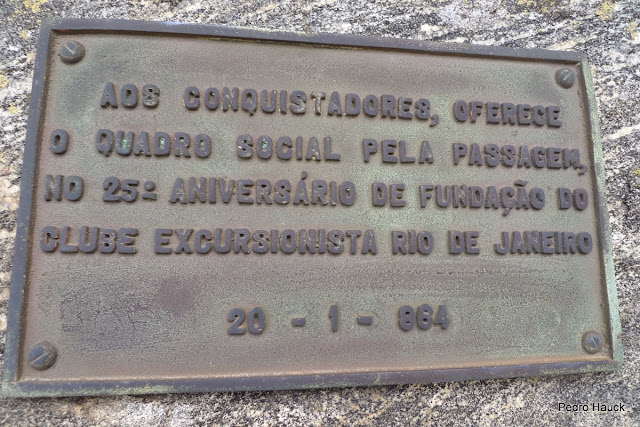 AOS CONQUISTADORES, OFERECE
O QUADRO SOCIAL PELA PASSAGEM,
NO 25º ANIVERSÁRIO DE FUNDAÇÃO DO
CLUBE EXCURSIONISTA RIO DE JANEIRO
20 - 1 - 964
Pedro Hauck